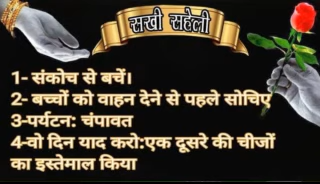 सखी सहेली
1- संकोच से बचें।
2- बच्चों को वाहन देने से पहले सोचिए
3-पर्यटन: चंपावत
4-वो दिन याद करो:एक दूसरे की चीजों
का इस्तेमाल किया